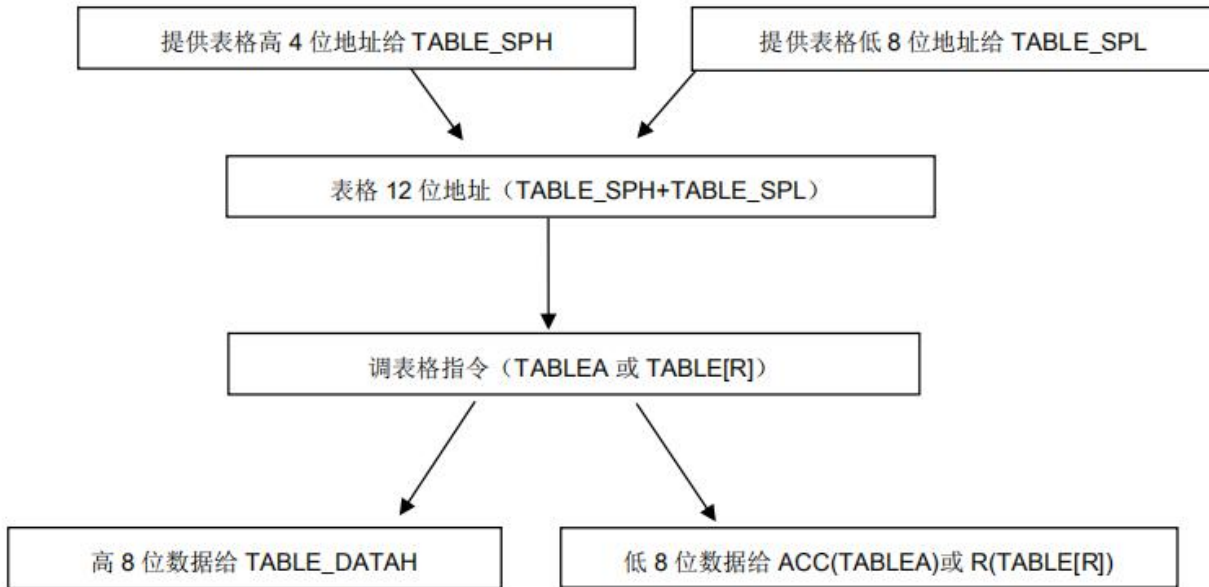 提供表格高 4 位地址给 TABLE_SPH
提供表格低 8 位地址给 TABLE_SPL
表格 12 位地址（TABLE_SPH+TABLE_SPL）
调表格指令（TABLEA 或 TABLE[R]）
高 8 位数据给 TABLE_DATAH
低 8 位数据给 ACC(TABLEA)或 R(TABLE[R])